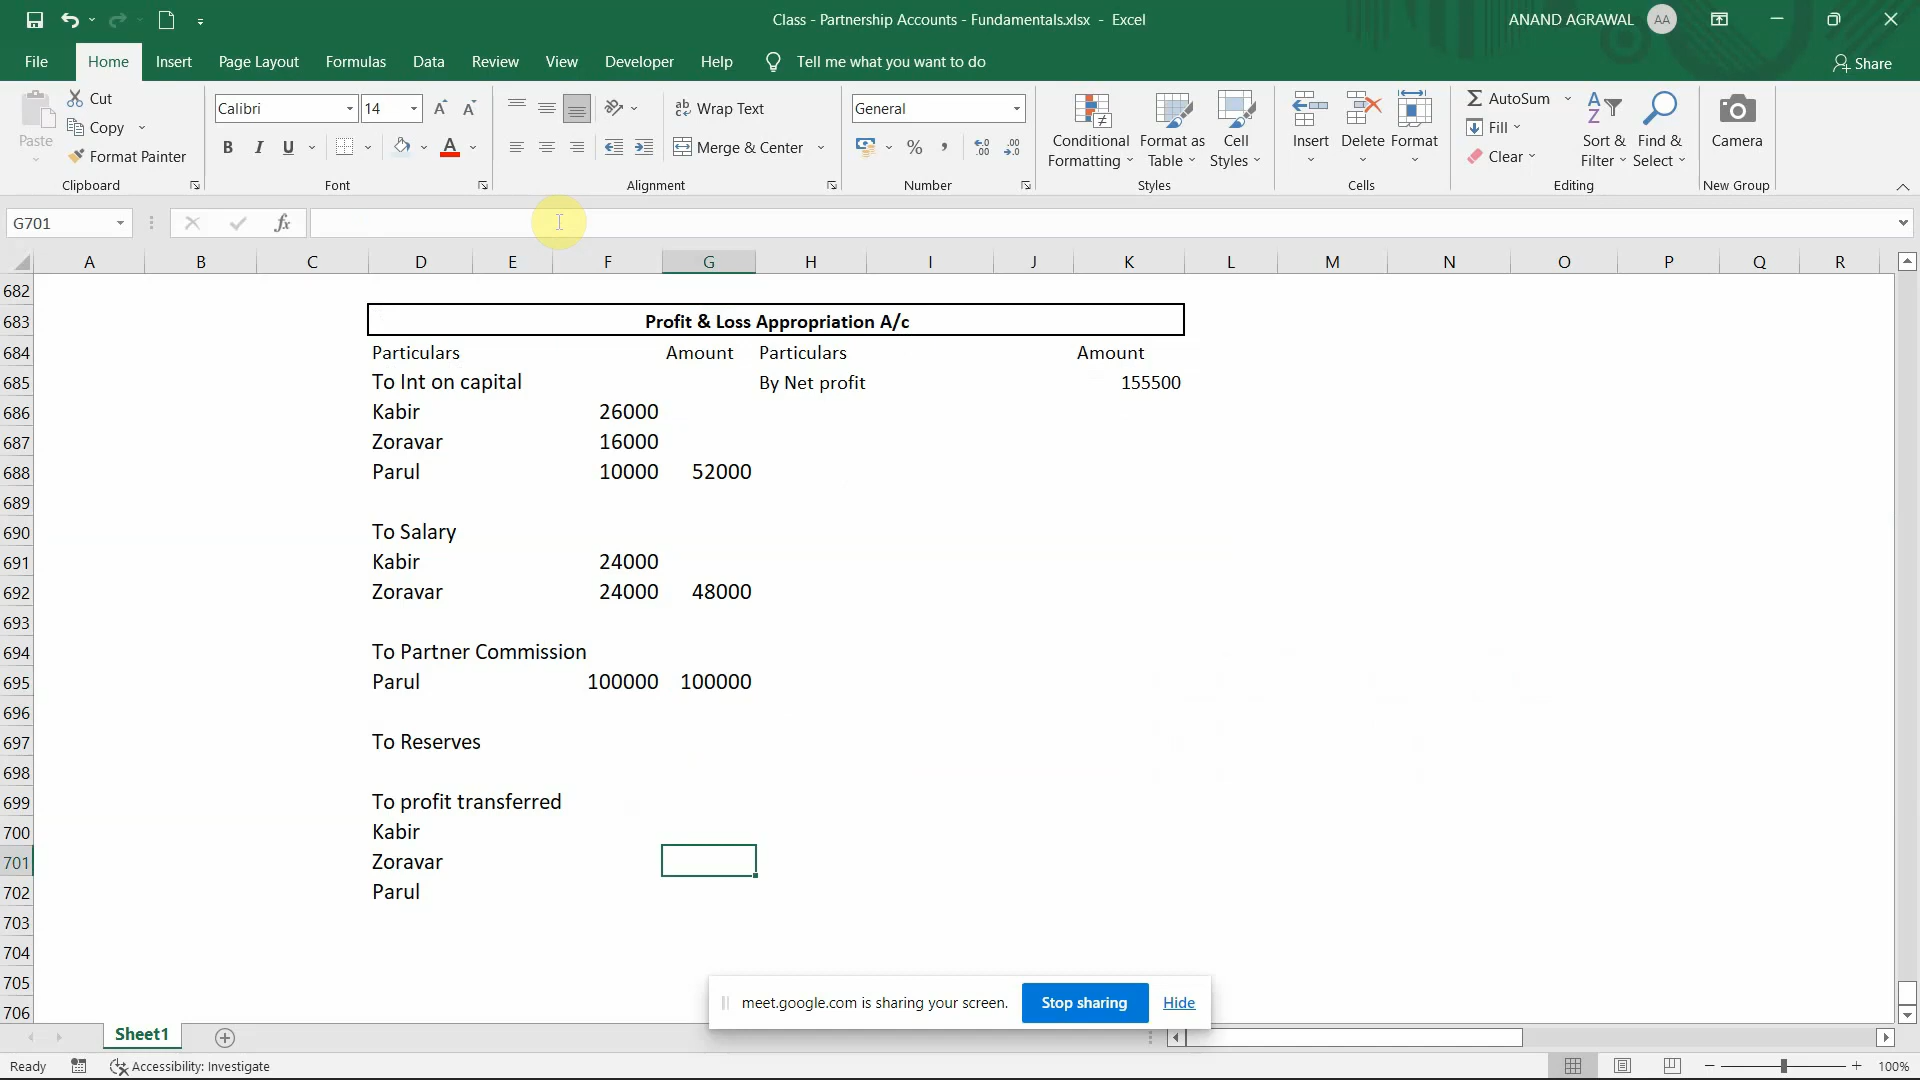 Class - Partnership Accounts - Fundamentals.xlsx - Excel
ANAND AGRAWAL AA
File Home Insert Page Layout Formulas Data Review View Developer Help Tell me what you want to do Share
Paste
Cut
Copy
Format Painter
Clipboard
Calibri 14
B I U
Font
Wrap Text
Merge & Center
Alignment
General
Number
Conditional Formatting
Format as Table
Cell Styles
Styles
Insert Delete Format
Cells
AutoSum
Fill
Clear
Sort & Filter
Find & Select
Editing
Camera
New Group
G701 fx
A B C D E F G H I J K L M N O P Q R
682
683 Profit & Loss Appropriation A/c
684 Particulars Amount Particulars Amount
685 To Int on capital By Net profit 155500
686 Kabir 26000
687 Zoravar 16000
688 Parul 10000 52000
689
690 To Salary
691 Kabir 24000
692 Zoravar 24000 48000
693
694 To Partner Commission
695 Parul 100000 100000
696
697 To Reserves
698
699 To profit transferred
700 Kabir
701 Zoravar
702 Parul
703
704
705
706
meet.google.com is sharing your screen. Stop sharing Hide
Sheet1
Ready Accessibility: Investigate 100%